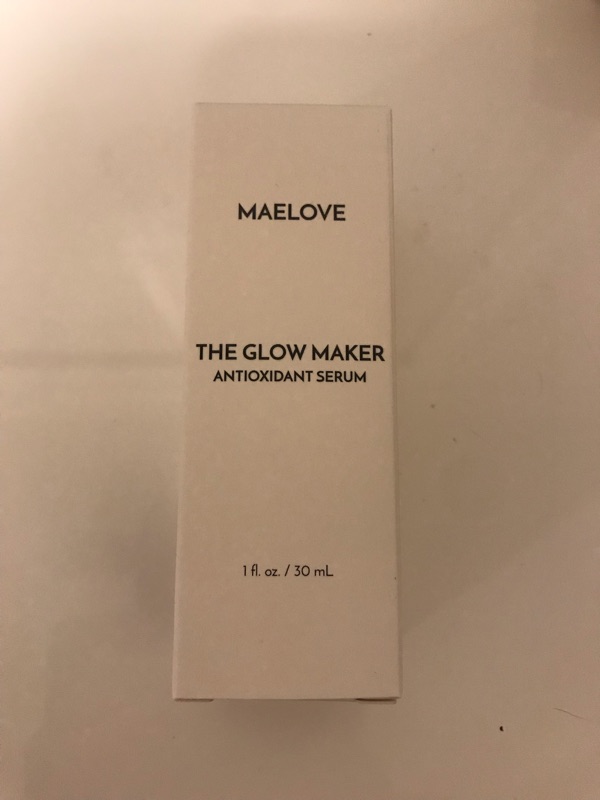 MAELOVE
THE GLOW MAKER
ANTIOXIDANT SERUM
1 fl. oz. / 30 mL